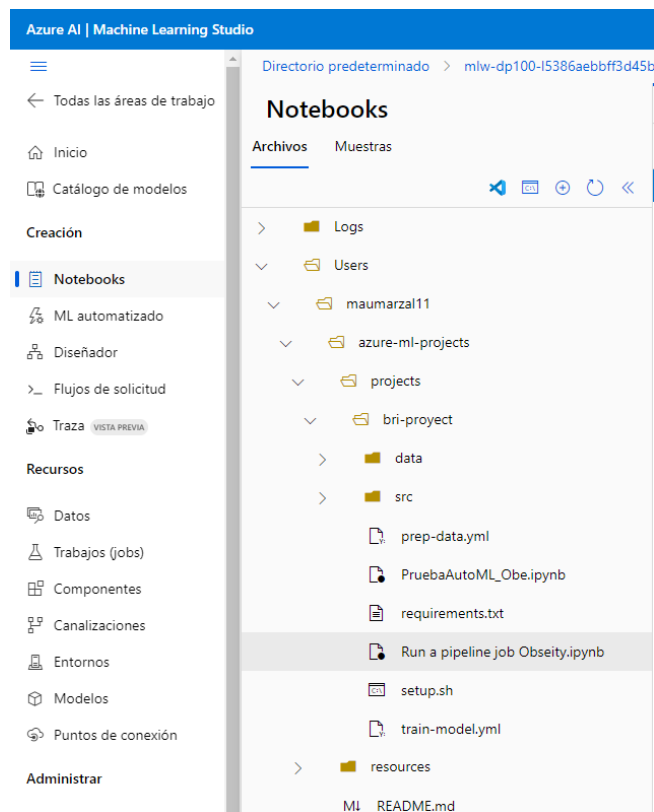 Azure AI | Machine Learning Studio
Todas las áreas de trabajo
Inicio
Catálogo de modelos
Creación
Notebooks
ML automatizado
Diseñador
Flujos de solicitud
Traza VISTA PREVIA
Recursos
Datos
Trabajos (jobs)
Componentes
Canalizaciones
Entornos
Modelos
Puntos de conexión
Administrar
Directorio predeterminado > mlw-dp100-l5386aebbff3d45b
Notebooks
Archivos Muestras
Logs
Users
maumarzal11
azure-ml-projects
projects
bri-proyect
data
src
prep-data.yml
PruebaAutoML_Obe.ipynb
requirements.txt
Run a pipeline job Obseity.ipynb
setup.sh
train-model.yml
resources
README.md